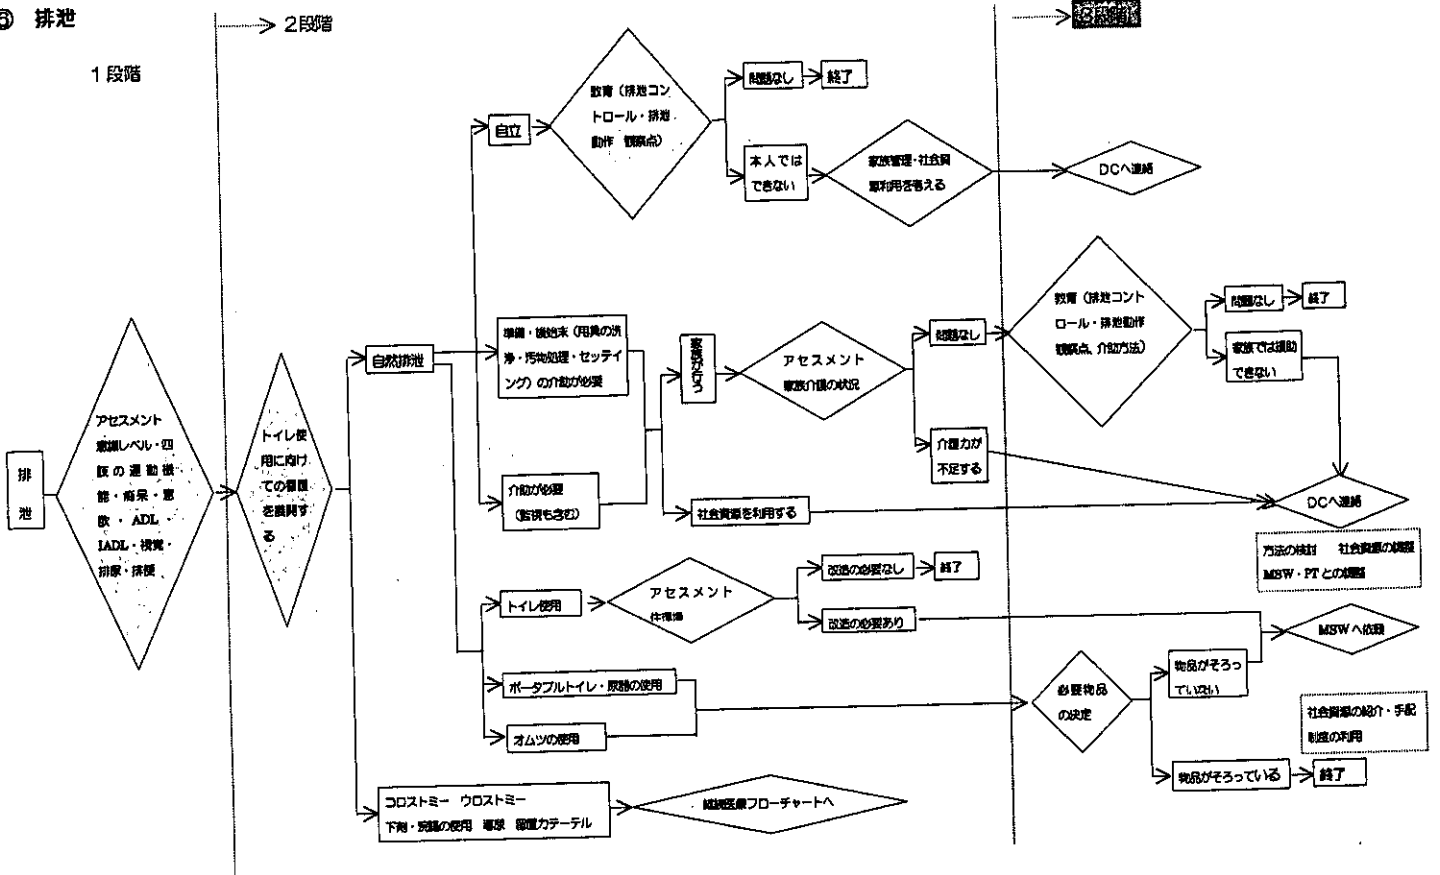 ⑥ 排泄
1段階
2段階
3段階
排
泄
アセスメント
意識レベル・四
肢の運動機
能・痴呆・意
欲・ADL・
IADL・視覚・
排尿・排便
トイレ使
用に向け
ての看護
を展開す
る
自然排泄
自立
教育（排泄コン
トロール・排泄
動作 観察点）
問題なし
終了
本人では
できない
家族管理・社会資
源利用を考える
DCへ連絡
準備・後始末（用具の洗
浄・汚物処理・セッテイ
ング）の介助が必要
介助が必要
（監視も含む）
家族が行う
アセスメント
家族介護の状況
問題なし
介護力が
不足する
教育（排泄コント
ロール・排泄動作
観察点、介助方法）
問題なし
終了
家族では援助
できない
社会資源を利用する
DCへ連絡
方法の検討 社会資源の調整
MSW・PTとの調整
トイレ使用
アセスメント
住環境
改造の必要なし
終了
改造の必要あり
MSWへ依頼
ポータブルトイレ・尿器の使用
オムツの使用
必要物品
の決定
物品がそろっ
ていない
社会資源の紹介・手配
制度の利用
物品がそろっている
終了
コロストミー ウロストミー
下剤・浣腸の使用 導尿 留置カテーテル
継続医療フローチャートへ